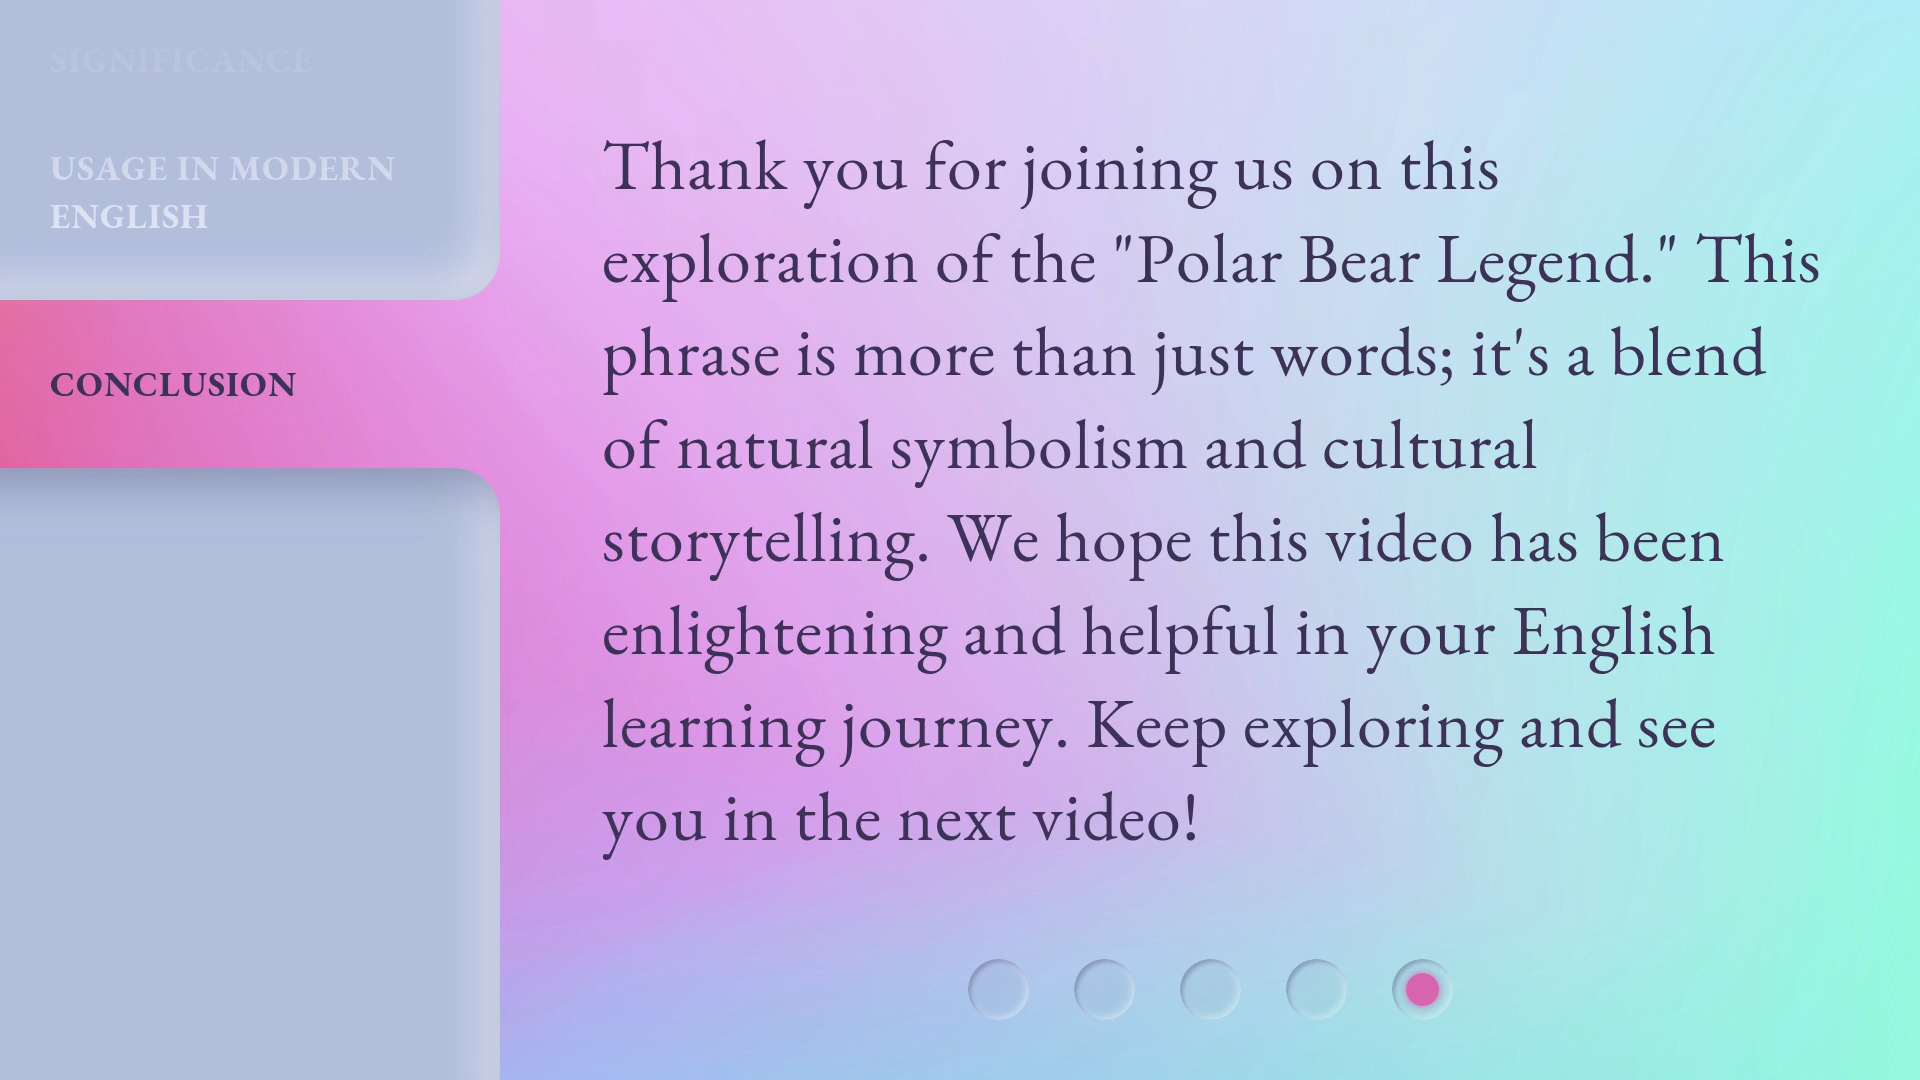 SIGNIFICANCE
USAGE IN MODERN
ENGLISH
CONCLUSION
Thank you for joining us on this
exploration of the "Polar Bear Legend." This
phrase is more than just words; it's a blend
of natural symbolism and cultural
storytelling. We hope this video has been
enlightening and helpful in your English
learning journey. Keep exploring and see
you in the next video!